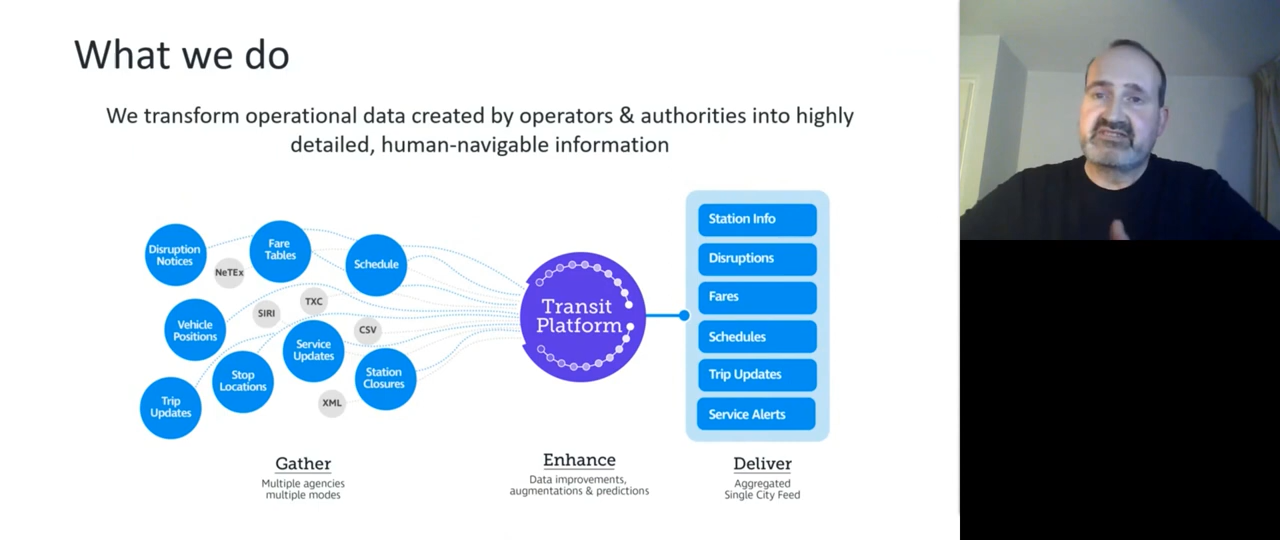 What we do
We transform operational data created by operators & authorities into highly
detailed, human-navigable information
Disruption
Notices
Fare
Tables
Schedule
NeTEx
Vehicle
Positions
SIRI
TXC
CSV
Service
Updates
Stop
Locations
Station
Closures
Trip
Updates
XML
Transit
Platform
Station Info
Disruptions
Fares
Schedules
Trip Updates
Service Alerts
Gather
Multiple agencies
multiple modes
Enhance
Data improvements,
augmentations & predictions
Deliver
Aggregated
Single City Feed